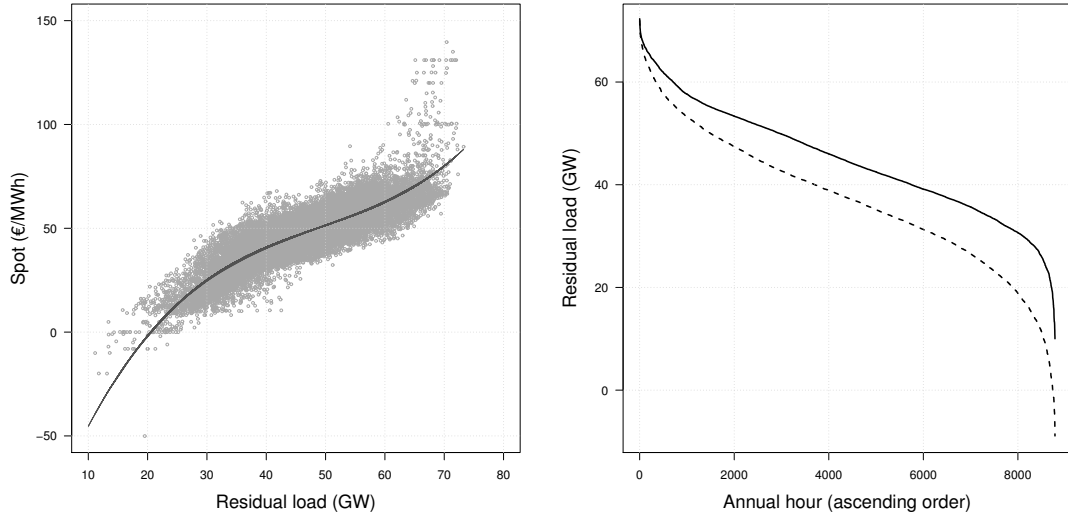 150
100
50
0
−50
Spot (€/MWh)
10 20 30 40 50 60 70 80
Residual load (GW)
60
40
20
0
Residual load (GW)
0 2000 4000 6000 8000
Annual hour (ascending order)